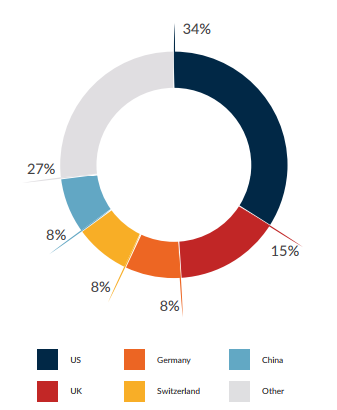 34%
27%
15%
8%
8%
8%
US
Germany
China
UK
Switzerland
Other